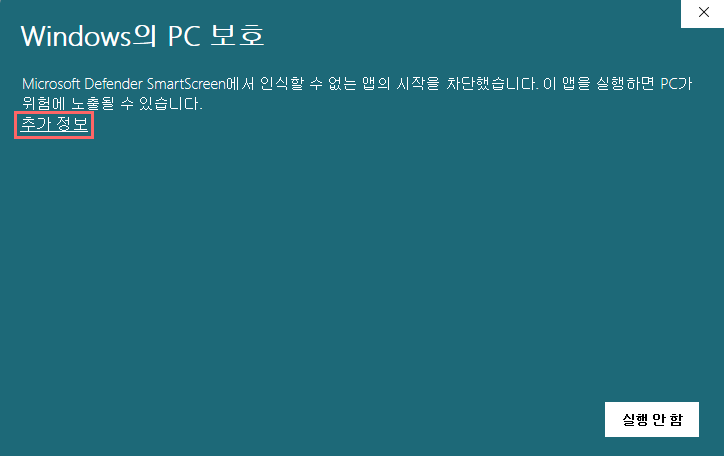 Windows의 PC 보호
Microsoft Defender SmartScreen에서 인식할 수 없는 앱의 시작을 차단했습니다. 이 앱을 실행하면 PC가
위험에 노출될 수 있습니다.
추가 정보
실행 안 함